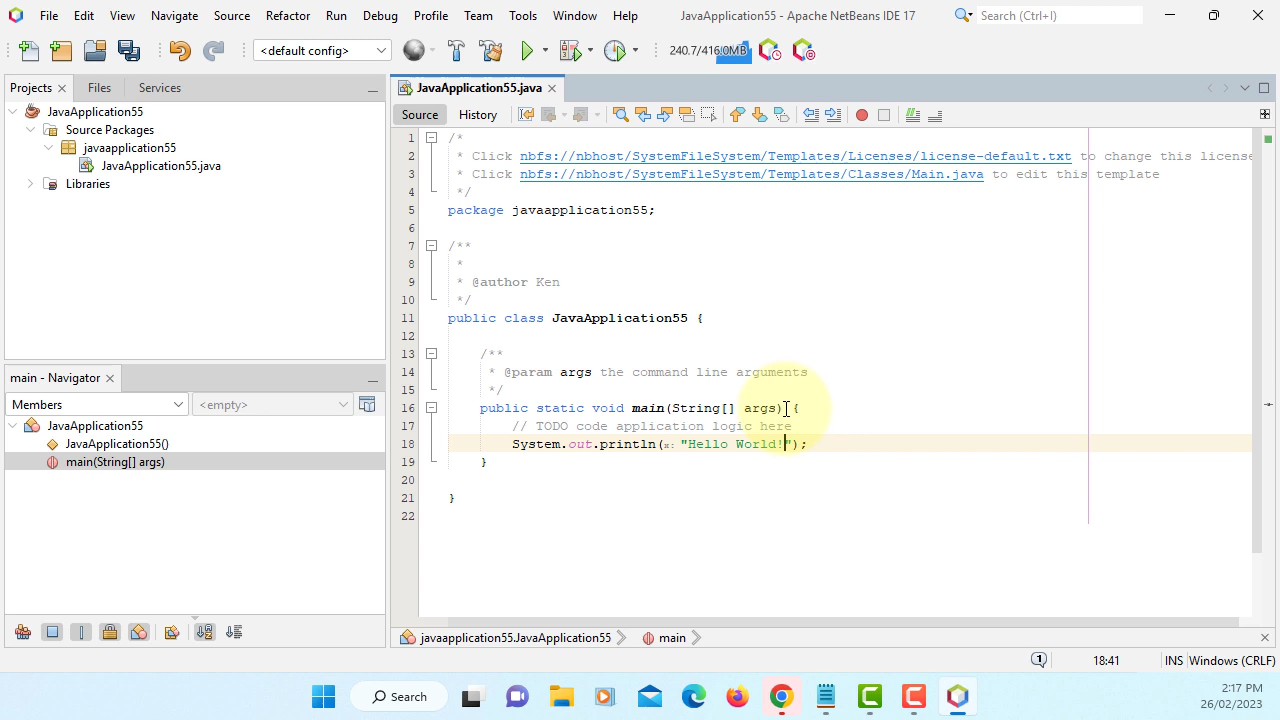 File Edit View Navigate Source Refactor Run Debug Profile Team Tools Window Help JavaApplication55 - Apache NetBeans IDE 17 Search (Ctrl+I)
<default config> 240.7/416.0MB
Projects Files Services
JavaApplication55
Source Packages
javaapplication55
JavaApplication55.java
Libraries
main - Navigator
Members <empty>
JavaApplication55
JavaApplication55()
main(String[] args)
JavaApplication55.java
Source History
1 /*
2 * Click nbfs://nbhost/SystemFileSystem/Templates/Licenses/license-default.txt to change this license
3 * Click nbfs://nbhost/SystemFileSystem/Templates/Classes/Main.java to edit this template
4 */
5 package javaapplication55;
6
7 /**
8 *
9 * @author Ken
10 */
11 public class JavaApplication55 {
12
13 /**
14 * @param args the command line arguments
15 */
16 public static void main(String[] args) {
17 // TODO code application logic here
18 System.out.println(x: "Hello World!");
19 }
20
21 }
22
javaapplication55.JavaApplication55 main
1 18:41 INS Windows (CRLF)
Search
2:17 PM
26/02/2023